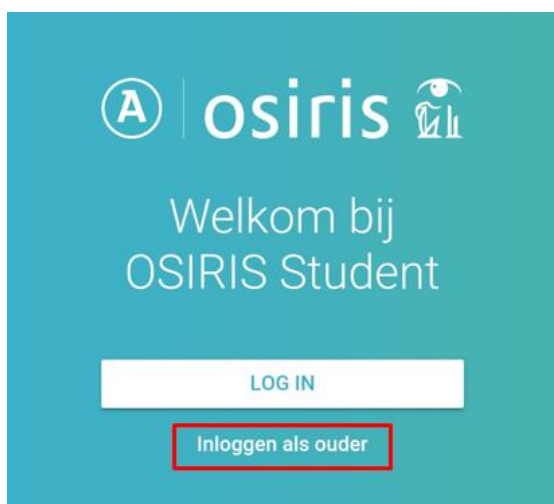 A osiris
Welkom bij
OSIRIS Student
LOG IN
Inloggen als ouder